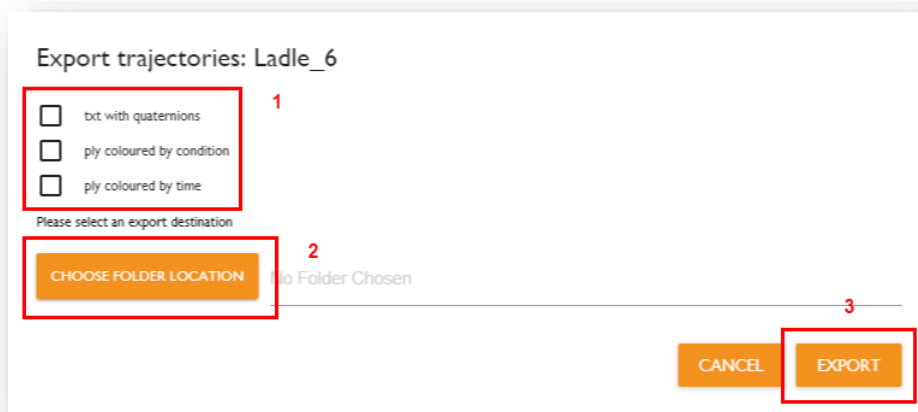 Export trajectories: Ladle_6
1
txt with quaternions
ply coloured by condition
ply coloured by time
Please select an export destination
2
CHOOSE FOLDER LOCATION
No Folder Chosen
3
CANCEL
EXPORT